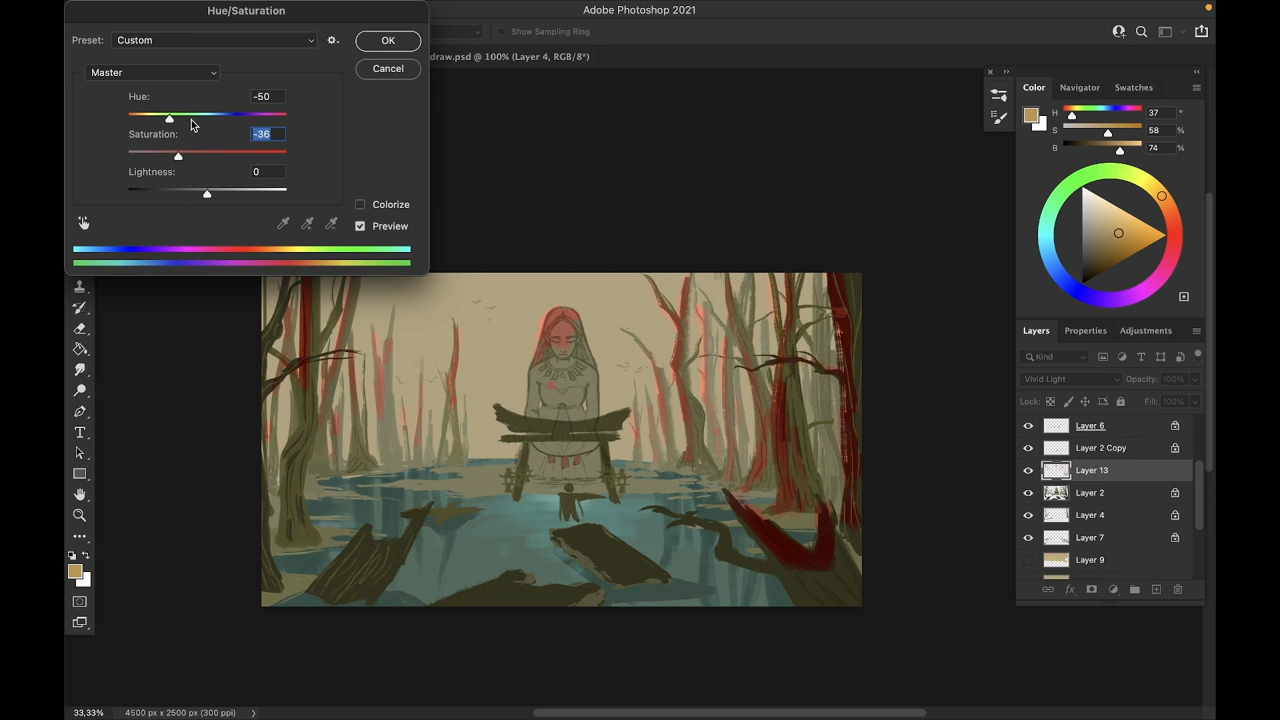 Hue/Saturation
Adobe Photoshop 2021
Preset: Custom
OK
Show Sampling Ring
draw.psd @ 100% (Layer 4, RGB/8*)
Cancel
Master
Hue: -50
Saturation: -36
Lightness: 0
Colorize
Preview
Color Navigator Swatches
H 37 °
S 58 %
B 74 %
Layers Properties Adjustments
Kind
Vivid Light Opacity: 100%
Lock: Fill: 100%
Layer 6
Layer 2 Copy
Layer 13
Layer 2
Layer 4
Layer 7
Layer 9
fx
33,33% 4500 px x 2500 px (300 ppi)